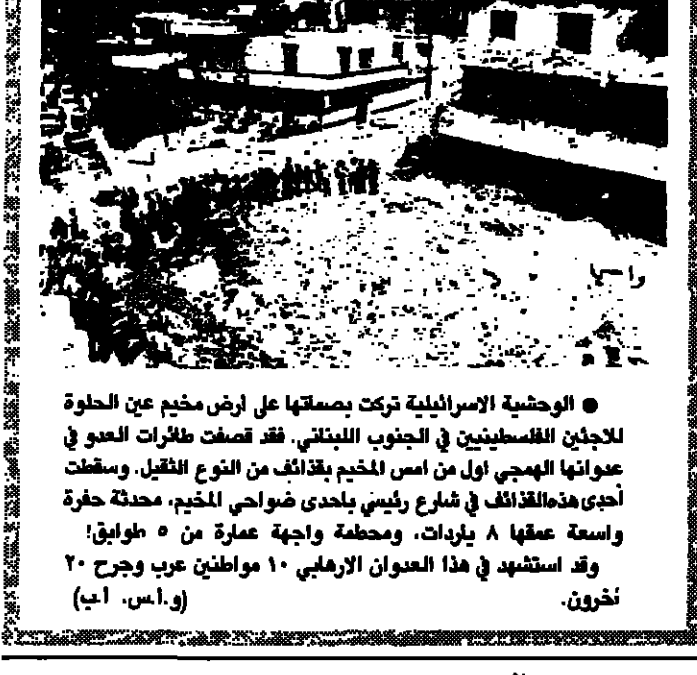 ● الوحشية الاسرائيلية تركت بصماتها على أرض مخيم عين الحلوة
للاجئين الفلسطينيين في الجنوب اللبناني. فقد قصفت طائرات العدو في
عدوانها الهمجي اول من امس المخيم بقذائف من النوع الثقيل. وسقطت
أحدى هذه القذائف في شارع رئيسي باحدى ضواحي المخيم، محدثة حفرة
واسعة عمقها ٨ ياردات، ومحطمة واجهة عمارة من ٥ طوابق!
وقد استشهد في هذا العدوان الارهابي ١٠ مواطنين عرب وجرح ٢٠
أخرون. (و.أ.س. أ.ب)